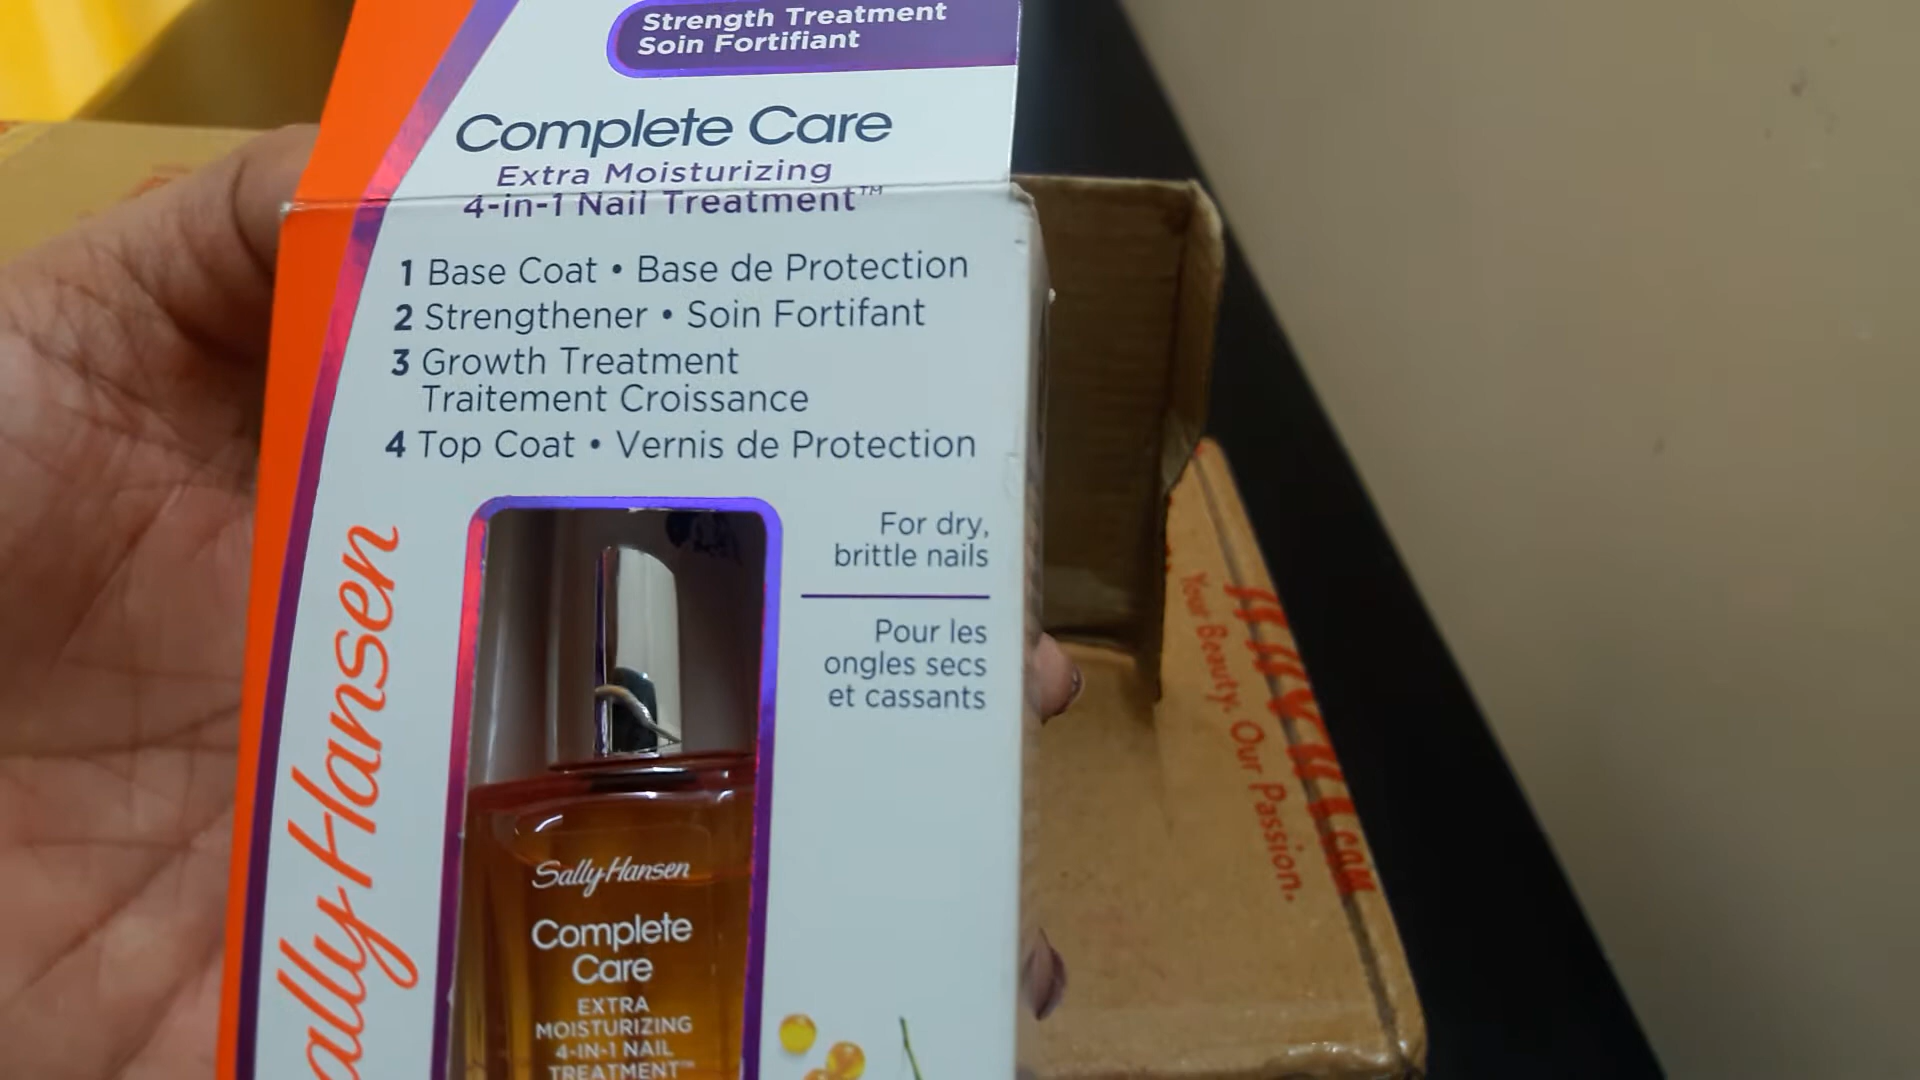 Strength Treatment
Soin Fortifiant
Complete Care
Extra Moisturizing
4-in-1 Nail Treatment™
1 Base Coat • Base de Protection
2 Strengthener • Soin Fortifant
3 Growth Treatment
Traitement Croissance
4 Top Coat • Vernis de Protection
For dry,
brittle nails
Pour les
ongles secs
et cassants
ally Hansen
Sally Hansen
Complete
Care
EXTRA
MOISTURIZING
4-IN-1 NAIL
TREATMENT™
Your Beauty, Our Passion.